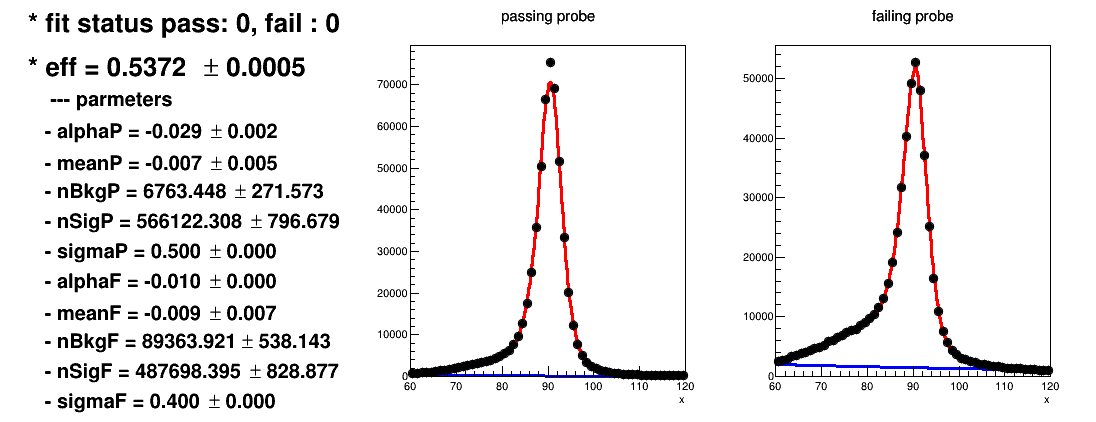 * fit status pass: 0, fail : 0
* eff = 0.5372 ± 0.0005
--- parmeters
- alphaP = -0.029 ± 0.002
- meanP = -0.007 ± 0.005
- nBkgP = 6763.448 ± 271.573
- nSigP = 566122.308 ± 796.679
- sigmaP = 0.500 ± 0.000
- alphaF = -0.010 ± 0.000
- meanF = -0.009 ± 0.007
- nBkgF = 89363.921 ± 538.143
- nSigF = 487698.395 ± 828.877
- sigmaF = 0.400 ± 0.000
passing probe
70000
60000
50000
40000
30000
20000
10000
0
60 70 80 90 100 110 120
x
failing probe
50000
40000
30000
20000
10000
0
60 70 80 90 100 110 120
x